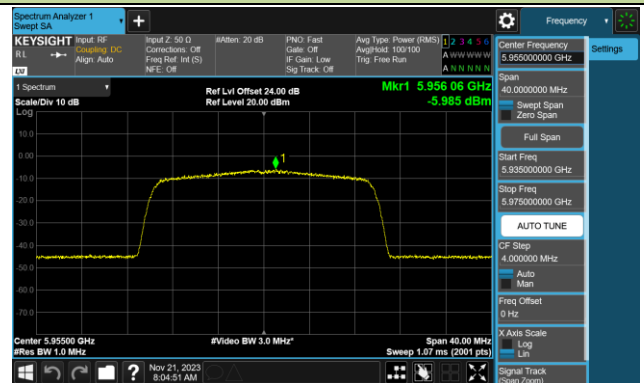 Spectrum Analyzer 1
Swept SA
Frequency
KEYSIGHT
RL
LXI
Input: RF
Coupling: DC
Align: Auto
Input Z: 50 Ω
Corrections: Off
Freq Ref: Int (S)
NFE: Off
#Atten: 20 dB
PNO: Fast
Gate: Off
IF Gain: Low
Sig Track: Off
Avg Type: Power (RMS)
Avg|Hold: 100/100
Trig: Free Run
1 2 3 4 5 6
A W W W W W
A N N N N N
Center Frequency
5.955000000 GHz
Settings
Span
40.0000000 MHz
Swept Span
Zero Span
Full Span
Start Freq
5.935000000 GHz
Stop Freq
5.975000000 GHz
AUTO TUNE
CF Step
4.000000 MHz
Auto
Man
Freq Offset
0 Hz
X Axis Scale
Log
Lin
Signal Track
(Span Zoom)
1 Spectrum
Scale/Div 10 dB
Log
Ref Lvl Offset 24.00 dB
Ref Level 20.00 dBm
Mkr1 5.956 06 GHz
-5.985 dBm
1
10.0
0.00
-10.0
-20.0
-30.0
-40.0
-50.0
-60.0
-70.0
Center 5.95500 GHz
#Res BW 1.0 MHz
#Video BW 3.0 MHz*
Span 40.00 MHz
Sweep 1.07 ms (2001 pts)
Nov 21, 2023
8:04:51 AM